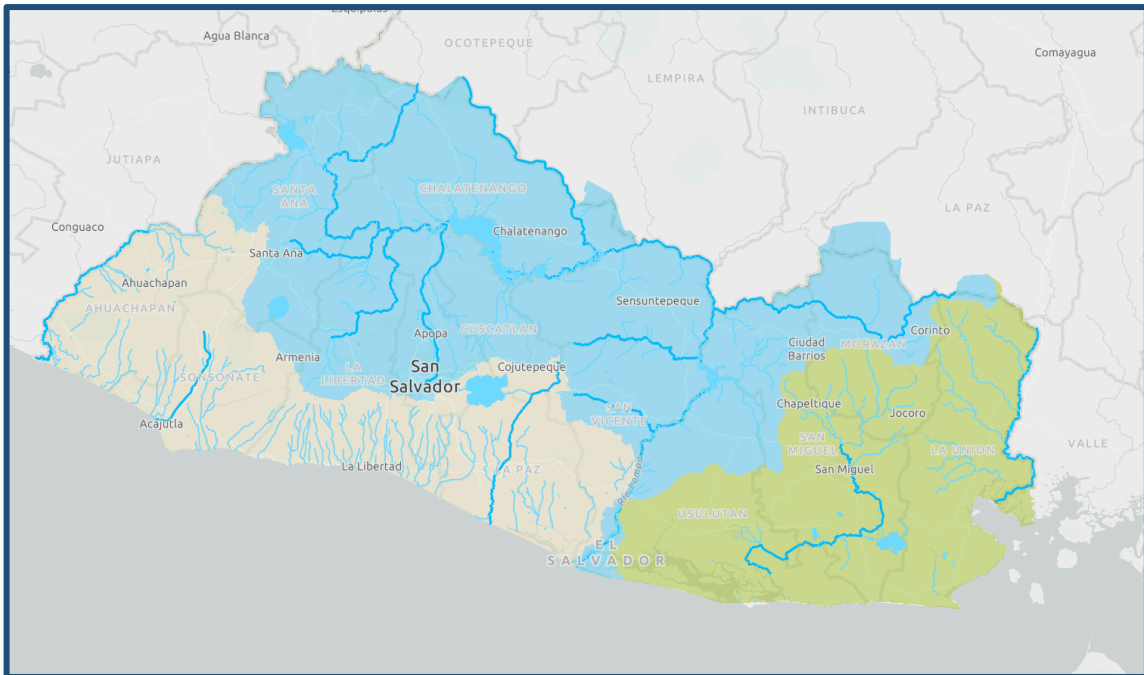 Esquipulas
Agua Blanca
OCOTEPEQUE
Comayagua
LEMPIRA
INTIBUCA
JUTIAPA
SANTA
ANA
CHALATENANGO
LA PAZ
Conguaco
Chalatenango
Santa Ana
Ahuachapan
Sensuntepeque
AHUACHAPAN
Apopa
CUSCATLAN
Corinto
Ciudad
Barrios
MORAZAN
Armenia
LA
LIBERTAD
San
Salvador
Cojutepeque
SONSONATE
Chapeltique
Jocoro
SAN
VICENTE
Acajutla
SAN
MIGUEL
LA UNION
VALLE
La Libertad
LA PAZ
San Miguel
USULUTAN
EL
SALVADOR